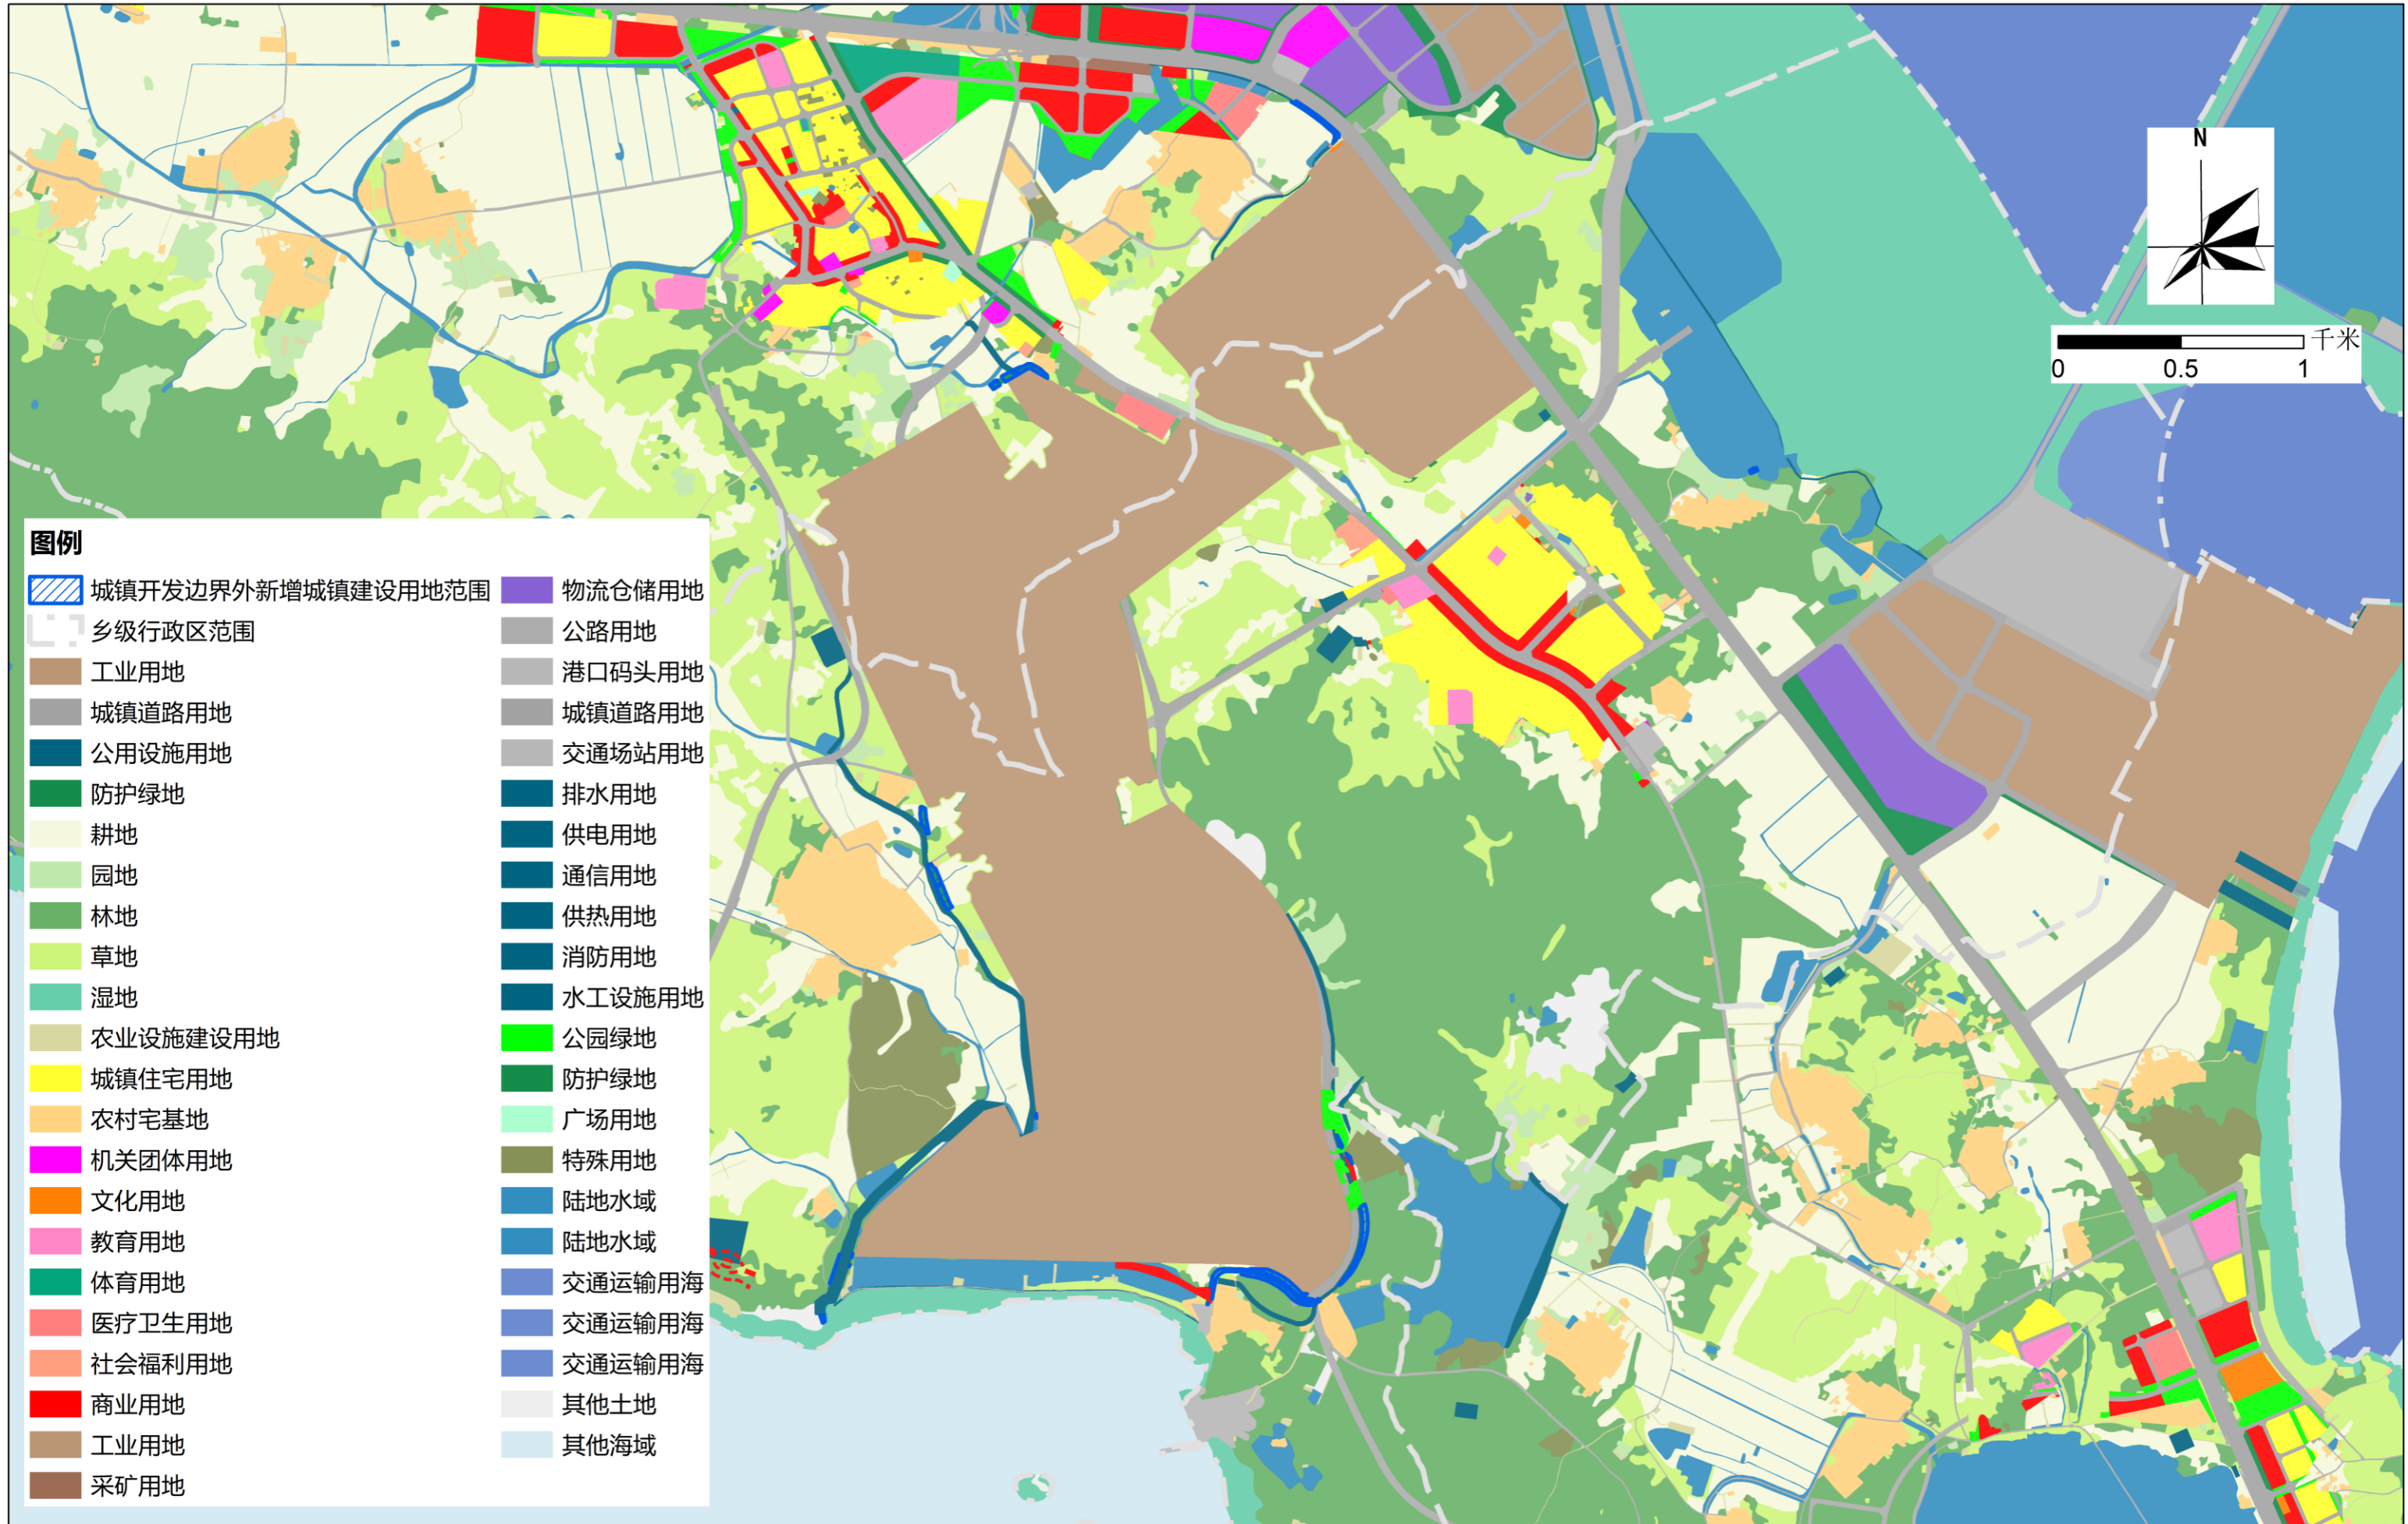 N
千米
0 0.5 1
图例
城镇开发边界外新增城镇建设用地范围
乡级行政区范围
工业用地
城镇道路用地
公用设施用地
防护绿地
耕地
园地
林地
草地
湿地
农业设施建设用地
城镇住宅用地
农村宅基地
机关团体用地
文化用地
教育用地
体育用地
医疗卫生用地
社会福利用地
商业用地
工业用地
采矿用地
物流仓储用地
公路用地
港口码头用地
城镇道路用地
交通场站用地
排水用地
供电用地
通信用地
供热用地
消防用地
水工设施用地
公园绿地
防护绿地
广场用地
特殊用地
陆地水域
陆地水域
交通运输用海
交通运输用海
交通运输用海
其他土地
其他海域